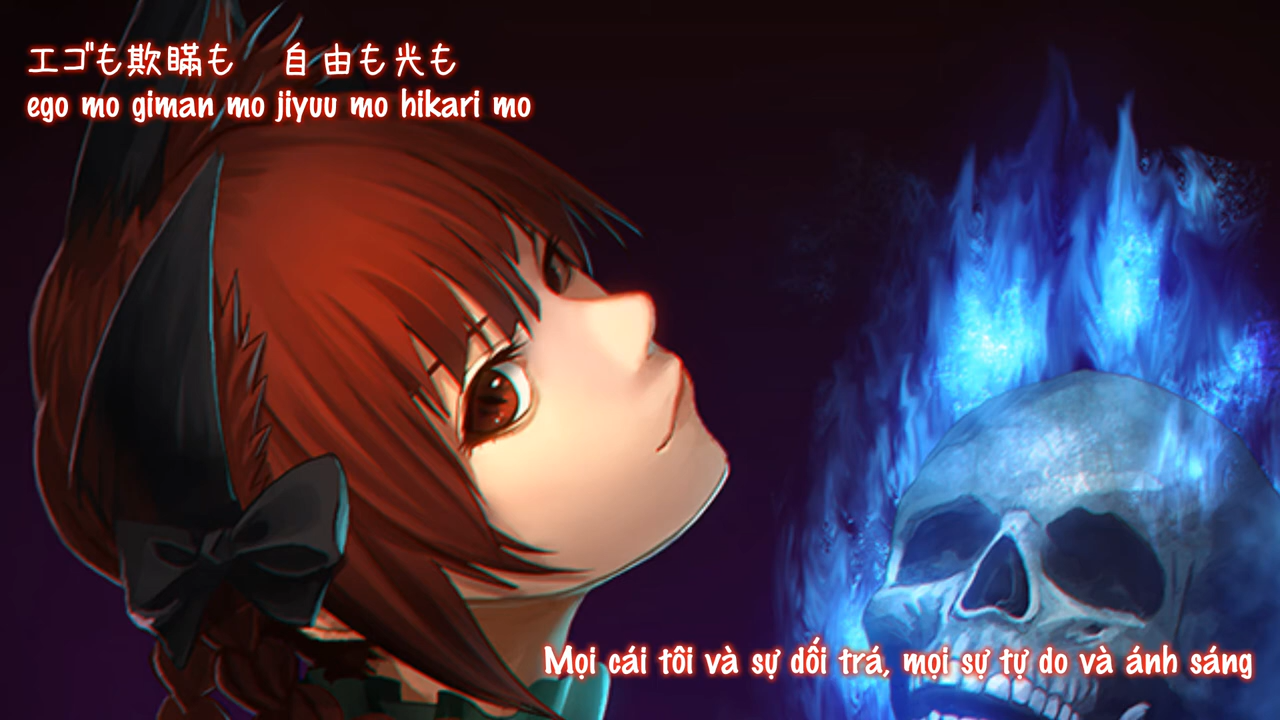 エゴも欺瞞も　自由も光も
ego mo giman mo jiyuu mo hikari mo
Mọi cái tôi và sự dối trá, mọi sự tự do và ánh sáng